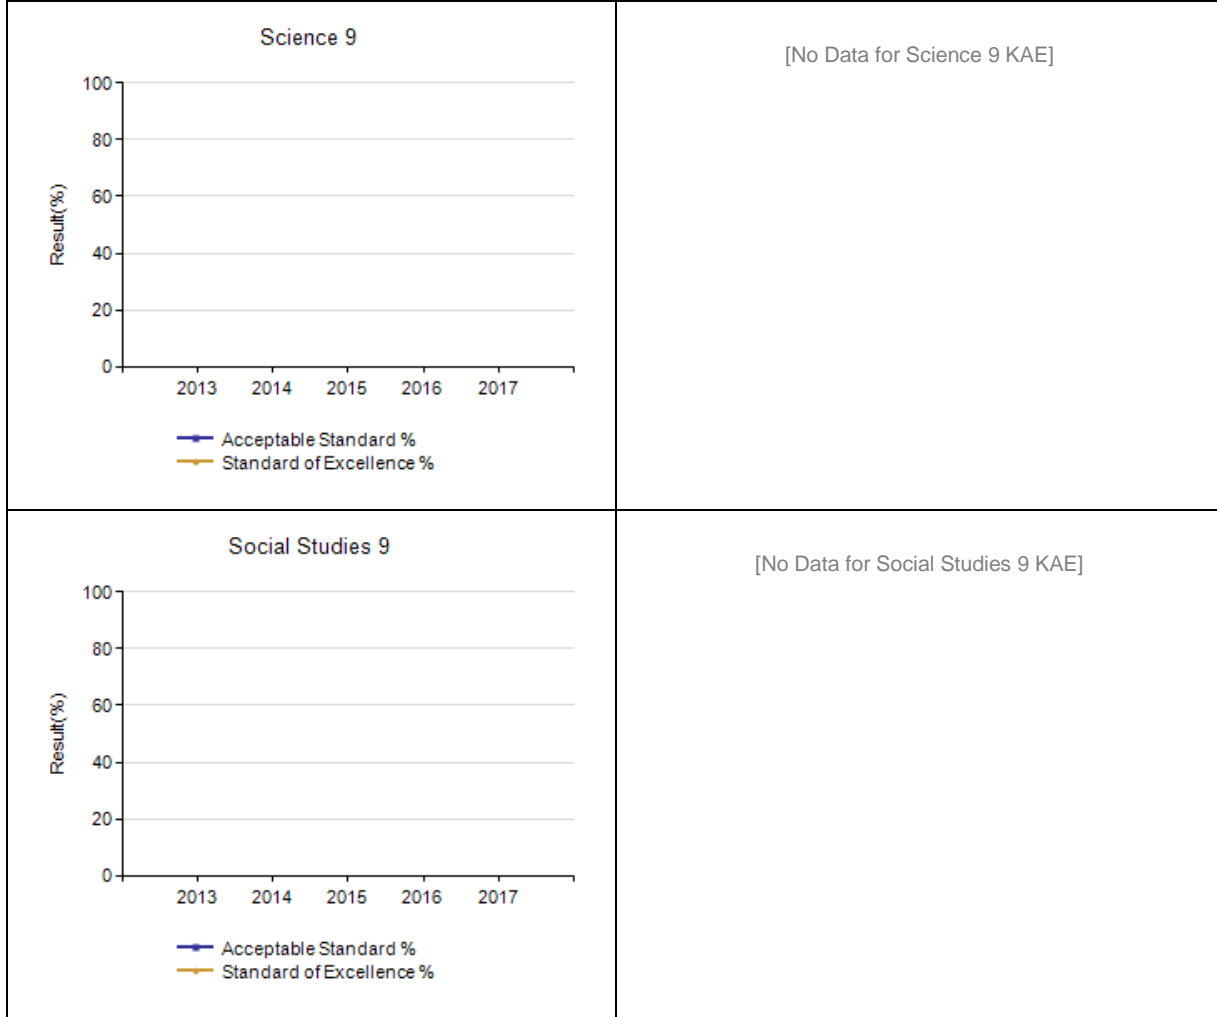 Science 9
100
80
60
40
20
0
Result(%)
2013 2014 2015 2016 2017
Acceptable Standard %
Standard of Excellence %
[No Data for Science 9 KAE]
Social Studies 9
100
80
60
40
20
0
Result(%)
2013 2014 2015 2016 2017
Acceptable Standard %
Standard of Excellence %
[No Data for Social Studies 9 KAE]